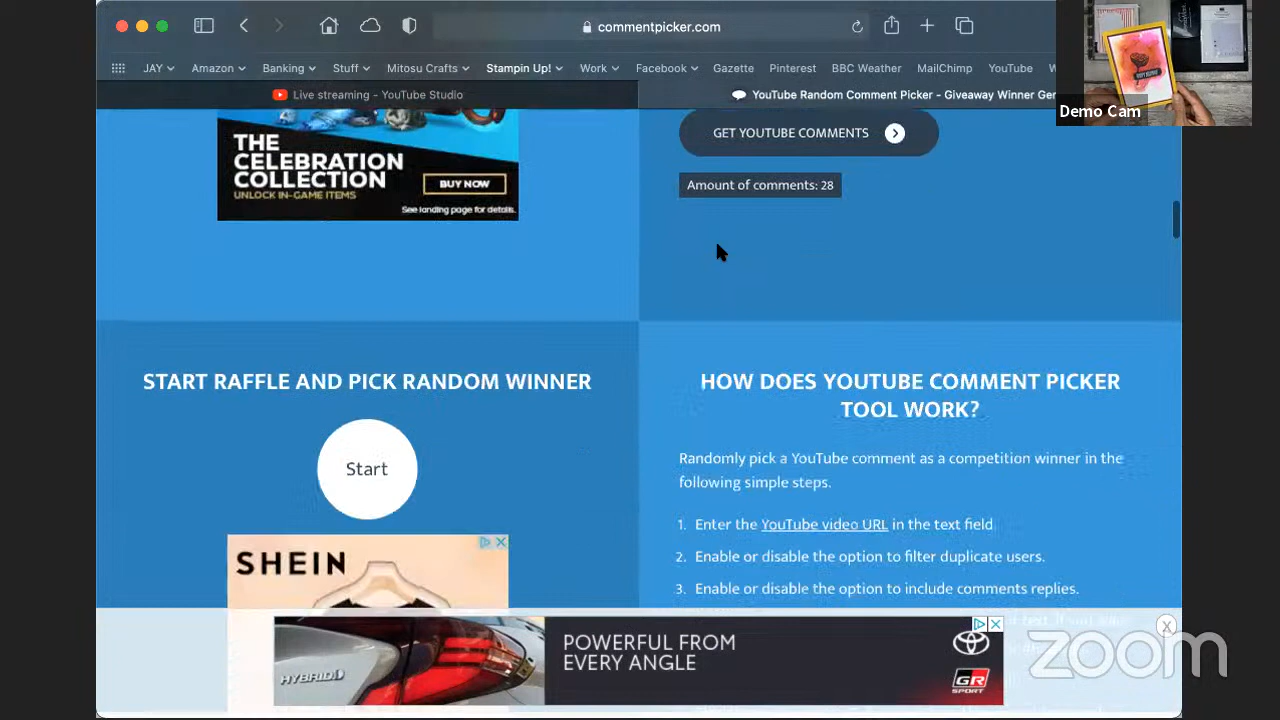 commentpicker.com
JAY
Amazon
Banking
Stuff
Mitosu Crafts
Stampin Up!
Work
Facebook
Gazette
Pinterest
BBC Weather
MailChimp
YouTube
W
Live streaming - YouTube Studio
YouTube Random Comment Picker - Giveaway Winner Ger
Demo Cam
THE
CELEBRATION
COLLECTION
UNLOCK IN-GAME ITEMS
BUY NOW
See landing page for details.
GET YOUTUBE COMMENTS
Amount of comments: 28
START RAFFLE AND PICK RANDOM WINNER
Start
SHEIN
HOW DOES YOUTUBE COMMENT PICKER
TOOL WORK?
Randomly pick a YouTube comment as a competition winner in the
following simple steps.
1. Enter the YouTube video URL in the text field.
2. Enable or disable the option to filter duplicate users.
3. Enable or disable the option to include comments replies.
HYBRID
POWERFUL FROM
EVERY ANGLE
GR
SPORT
zoom